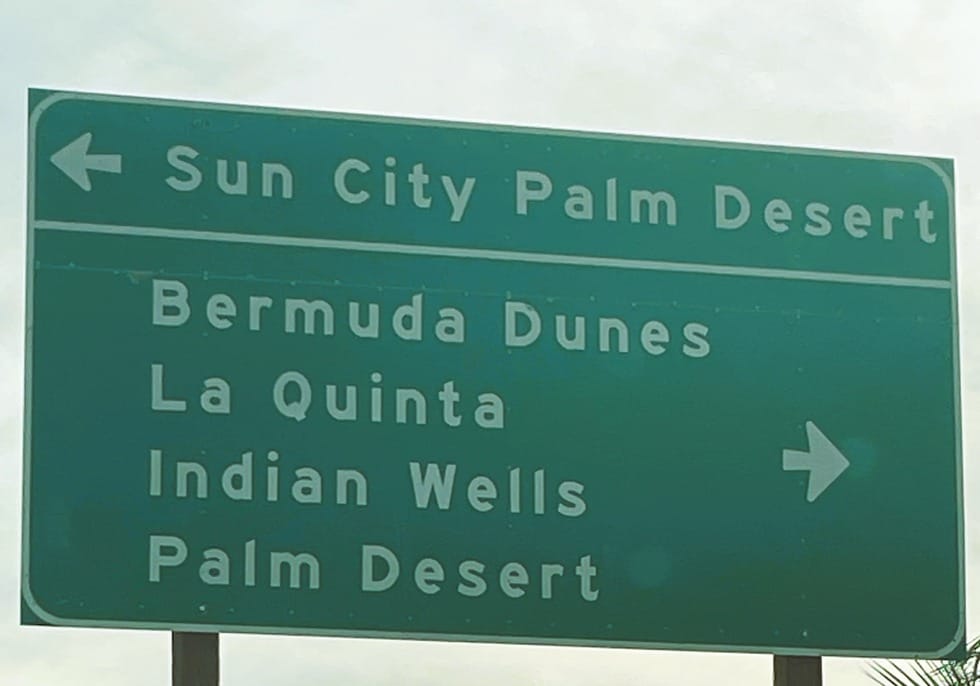 Sun City Palm Desert
Bermuda Dunes
La Quinta
Indian Wells
Palm Desert